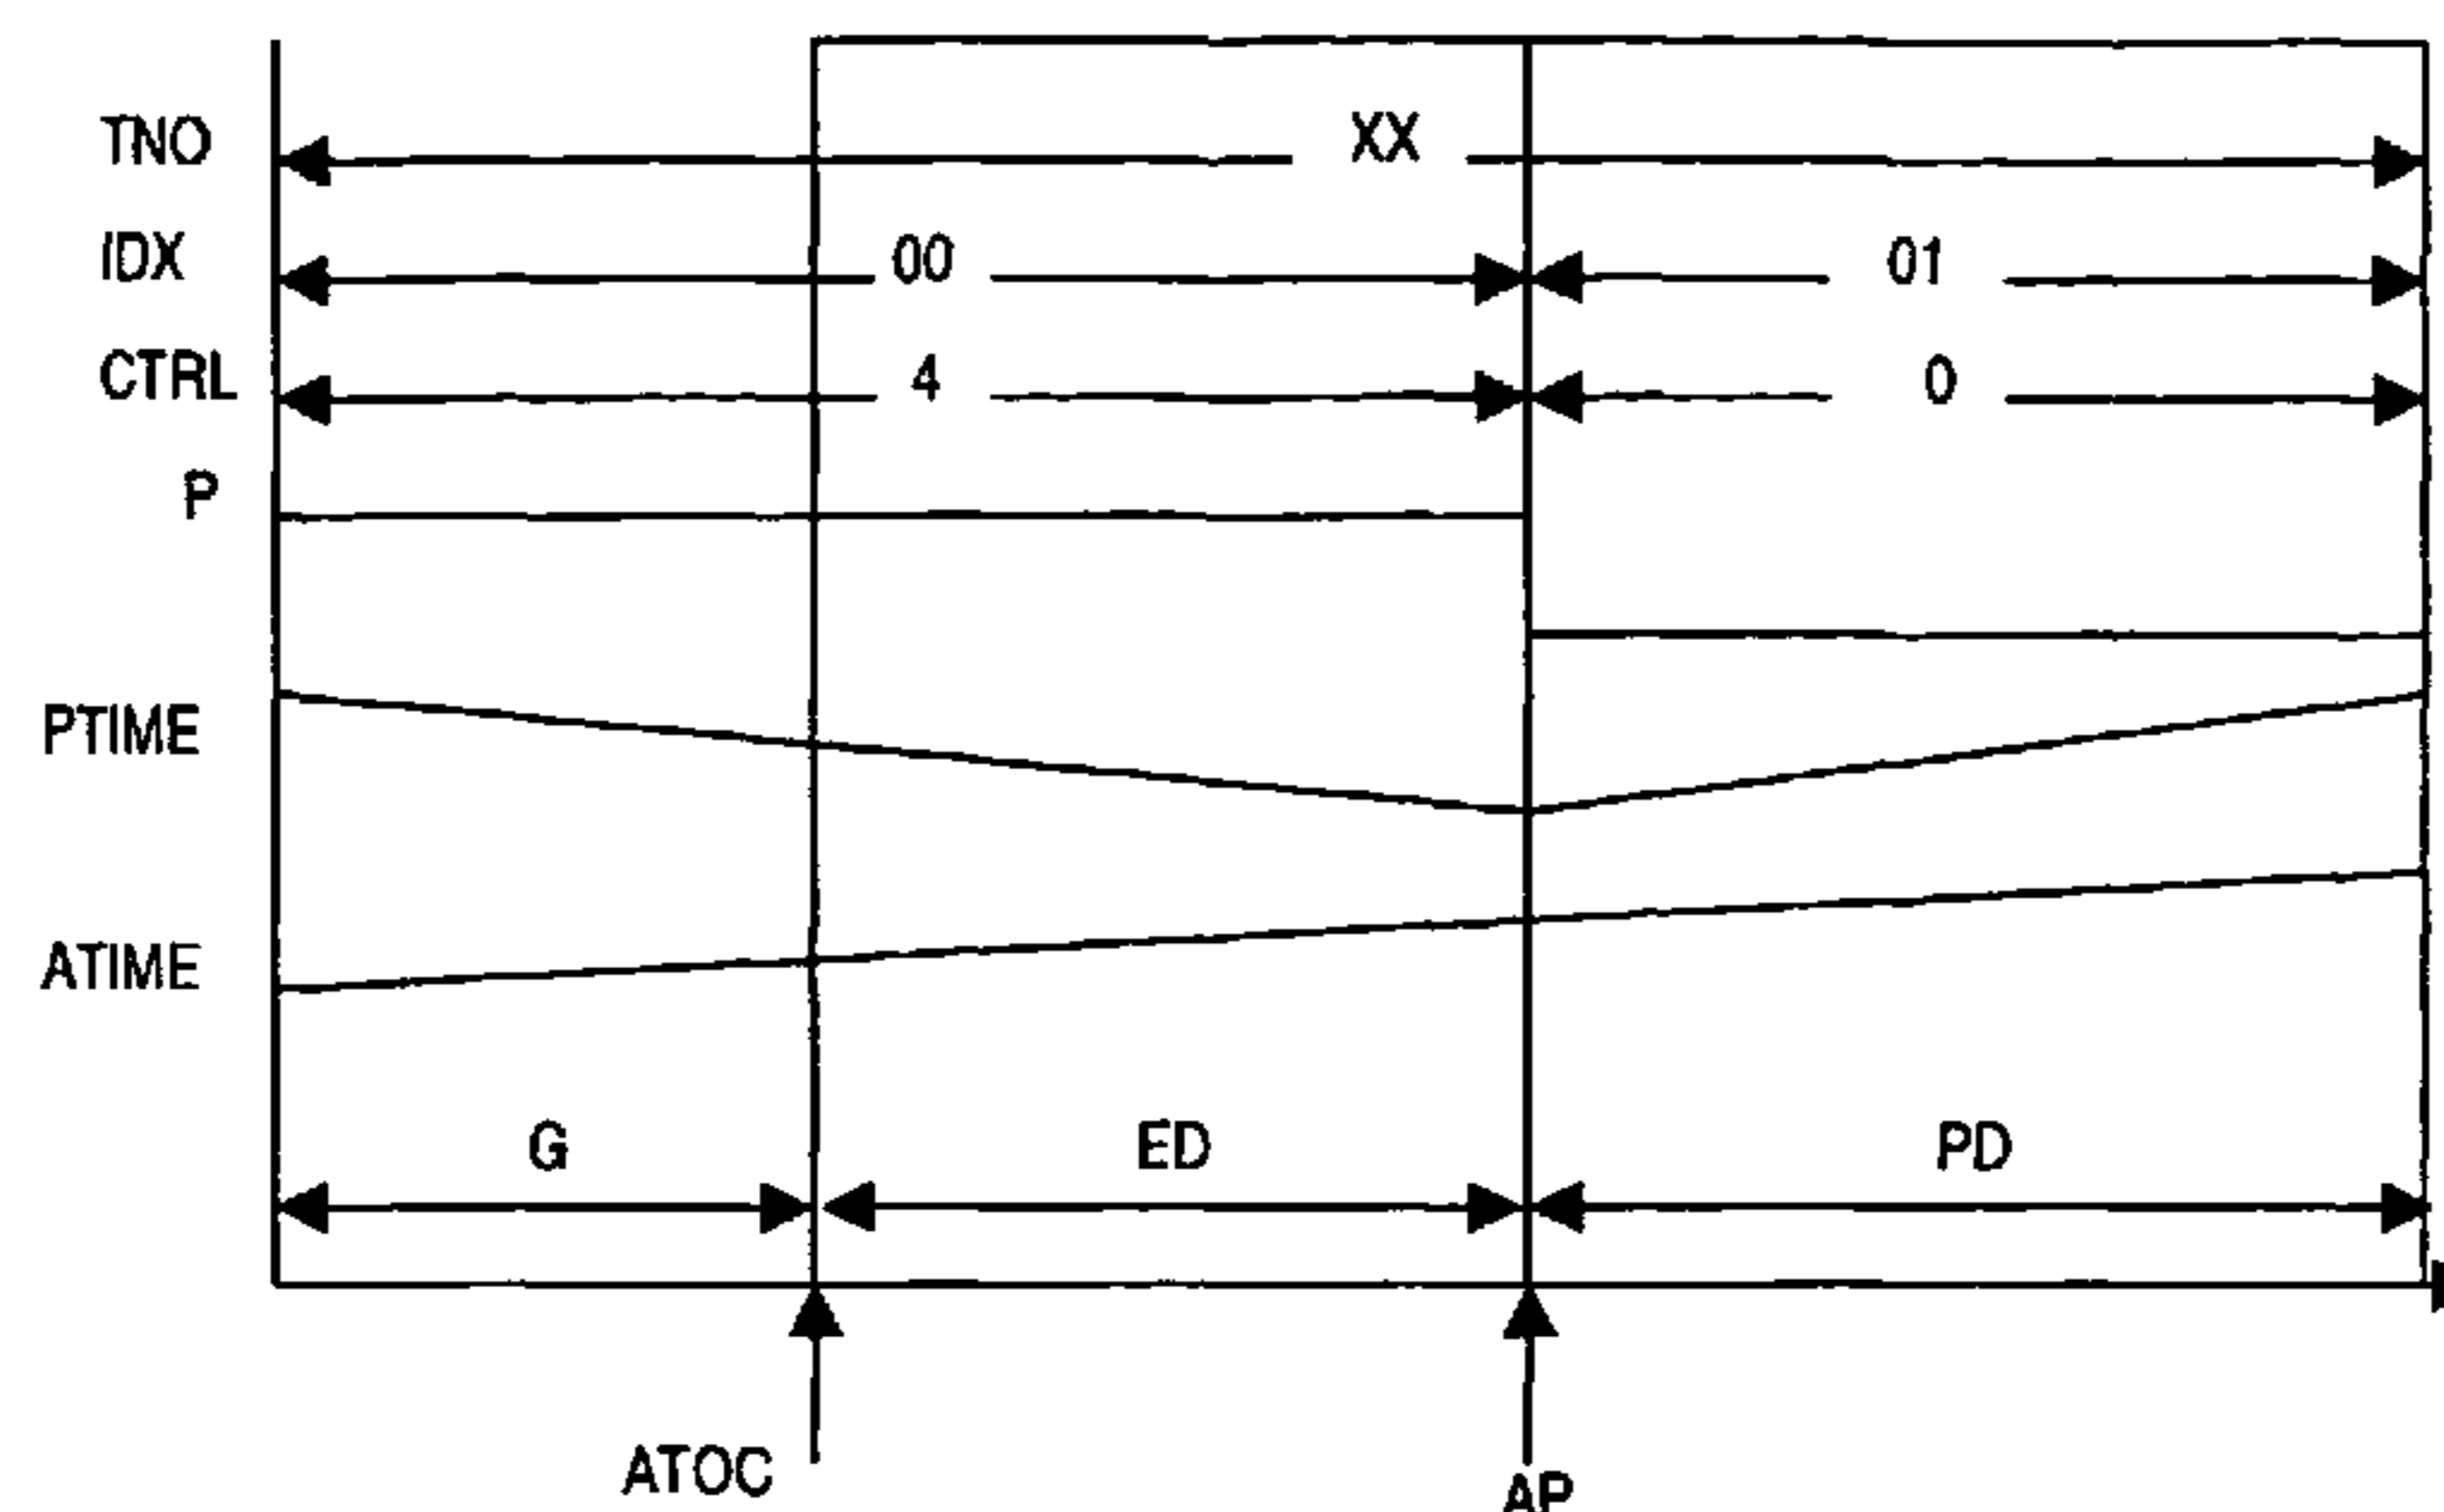 TNO XX
IDX 00 01
CTRL 4 0
P
PTIME
ATIME
G ED PD
ATOC AP